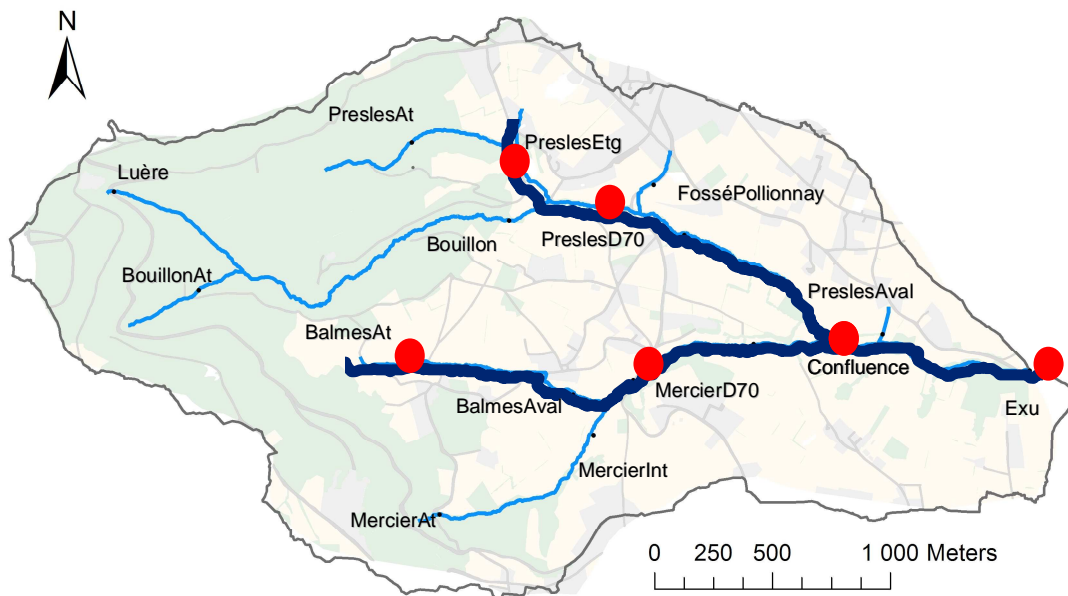 N
PreslesAt
PreslesEtg
Luère
FosséPollionnay
Bouillon
PreslesD70
BouillonAt
PreslesAval
BalmesAt
Confluence
MercierD70
BalmesAval
Exu
MercierInt
MercierAt
0 250 500 1 000 Meters